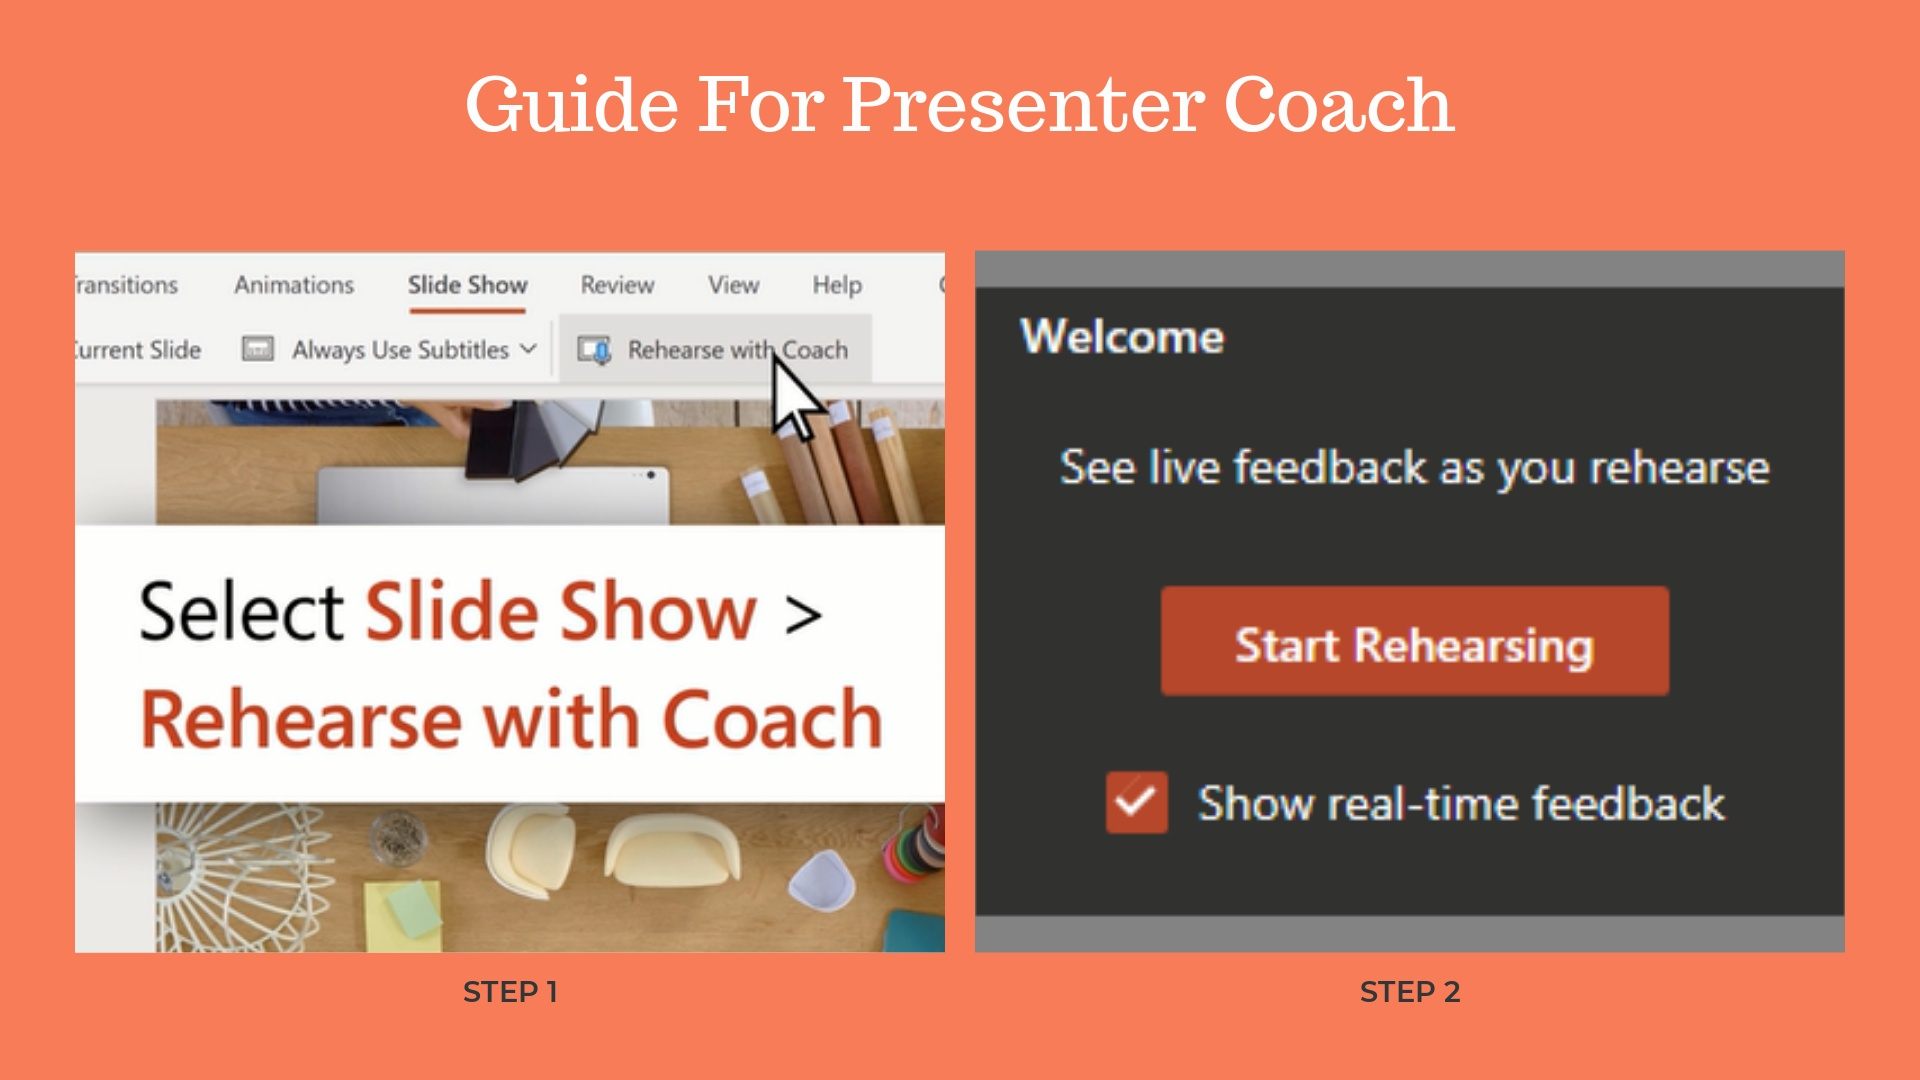 Guide For Presenter Coach
ransitions Animations Slide Show Review View Help
urrent Slide Always Use Subtitles Rehearse with Coach
Select Slide Show >
Rehearse with Coach
STEP 1
Welcome
See live feedback as you rehearse
Start Rehearsing
Show real-time feedback
STEP 2